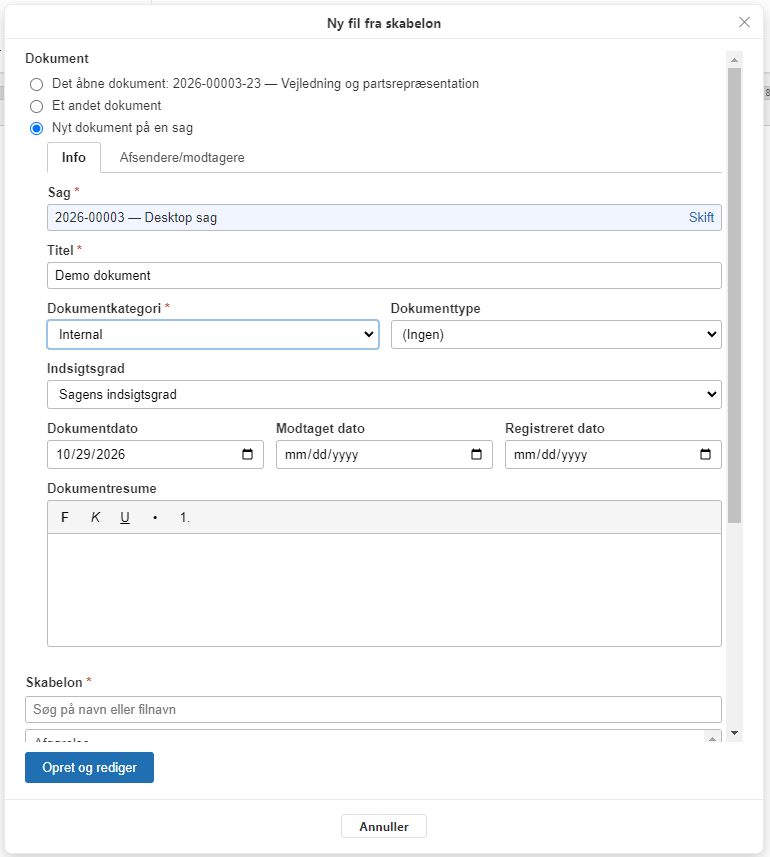 Ny fil fra skabelon
Dokument
Det åbne dokument: 2026-00003-23 — Vejledning og partsrepræsentation
Et andet dokument
Nyt dokument på en sag
Info
Afsendere/modtagere
Sag *
2026-00003 — Desktop sag
Skift
Titel *
Demo dokument
Dokumentkategori *
Dokumenttype
Internal
(Ingen)
Indsigtsgrad
Sagens indsigtsgrad
Dokumentdato
Modtaget dato
Registreret dato
10/29/2026
mm/dd/yyyy
mm/dd/yyyy
Dokumentresume
F K U • 1.
Skabelon *
Søg på navn eller filnavn
Opret og rediger
Annuller